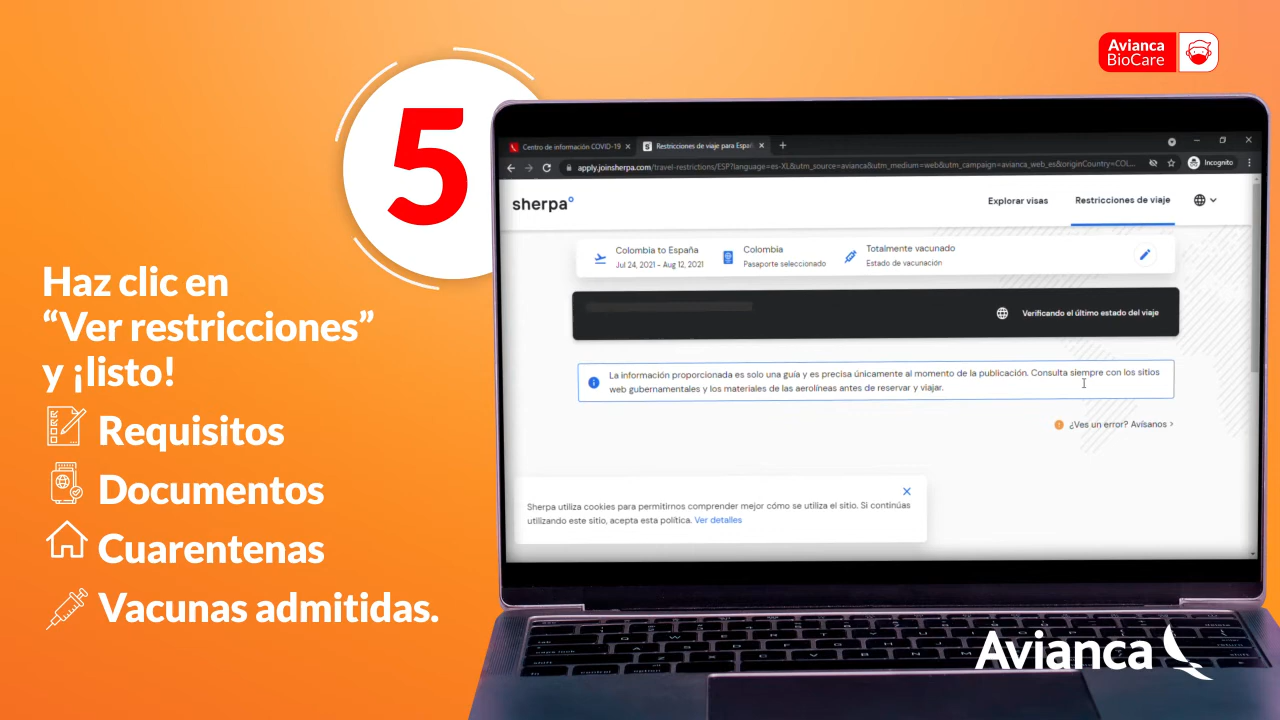 Avianca
BioCare
5
Haz clic en
“Ver restricciones”
y ¡listo!
Requisitos
Documentos
Cuarentenas
Vacunas admitidas.
Centro de información COVID-19
Restricciones de viaje para Españ
apply.joinsherpa.com/travel-restrictions/ESP?language=es-XL&utm_source=avianca&utm_medium=web&utm_campaign=avianca_web_es&originCountry=COL...
Incognito
sherpa°
Explorar visas
Restricciones de viaje
Colombia to España
Jul 24, 2021 - Aug 12, 2021
Colombia
Pasaporte seleccionado
Totalmente vacunado
Estado de vacunación
Verificando el último estado del viaje
La información proporcionada es solo una guía y es precisa únicamente al momento de la publicación. Consulta siempre con los sitios
web gubernamentales y los materiales de las aerolíneas antes de reservar y viajar.
¿Ves un error? Avísanos >
Sherpa utiliza cookies para permitirnos comprender mejor cómo se utiliza el sitio. Si continúas
utilizando este sitio, acepta esta política. Ver detalles
Avianca